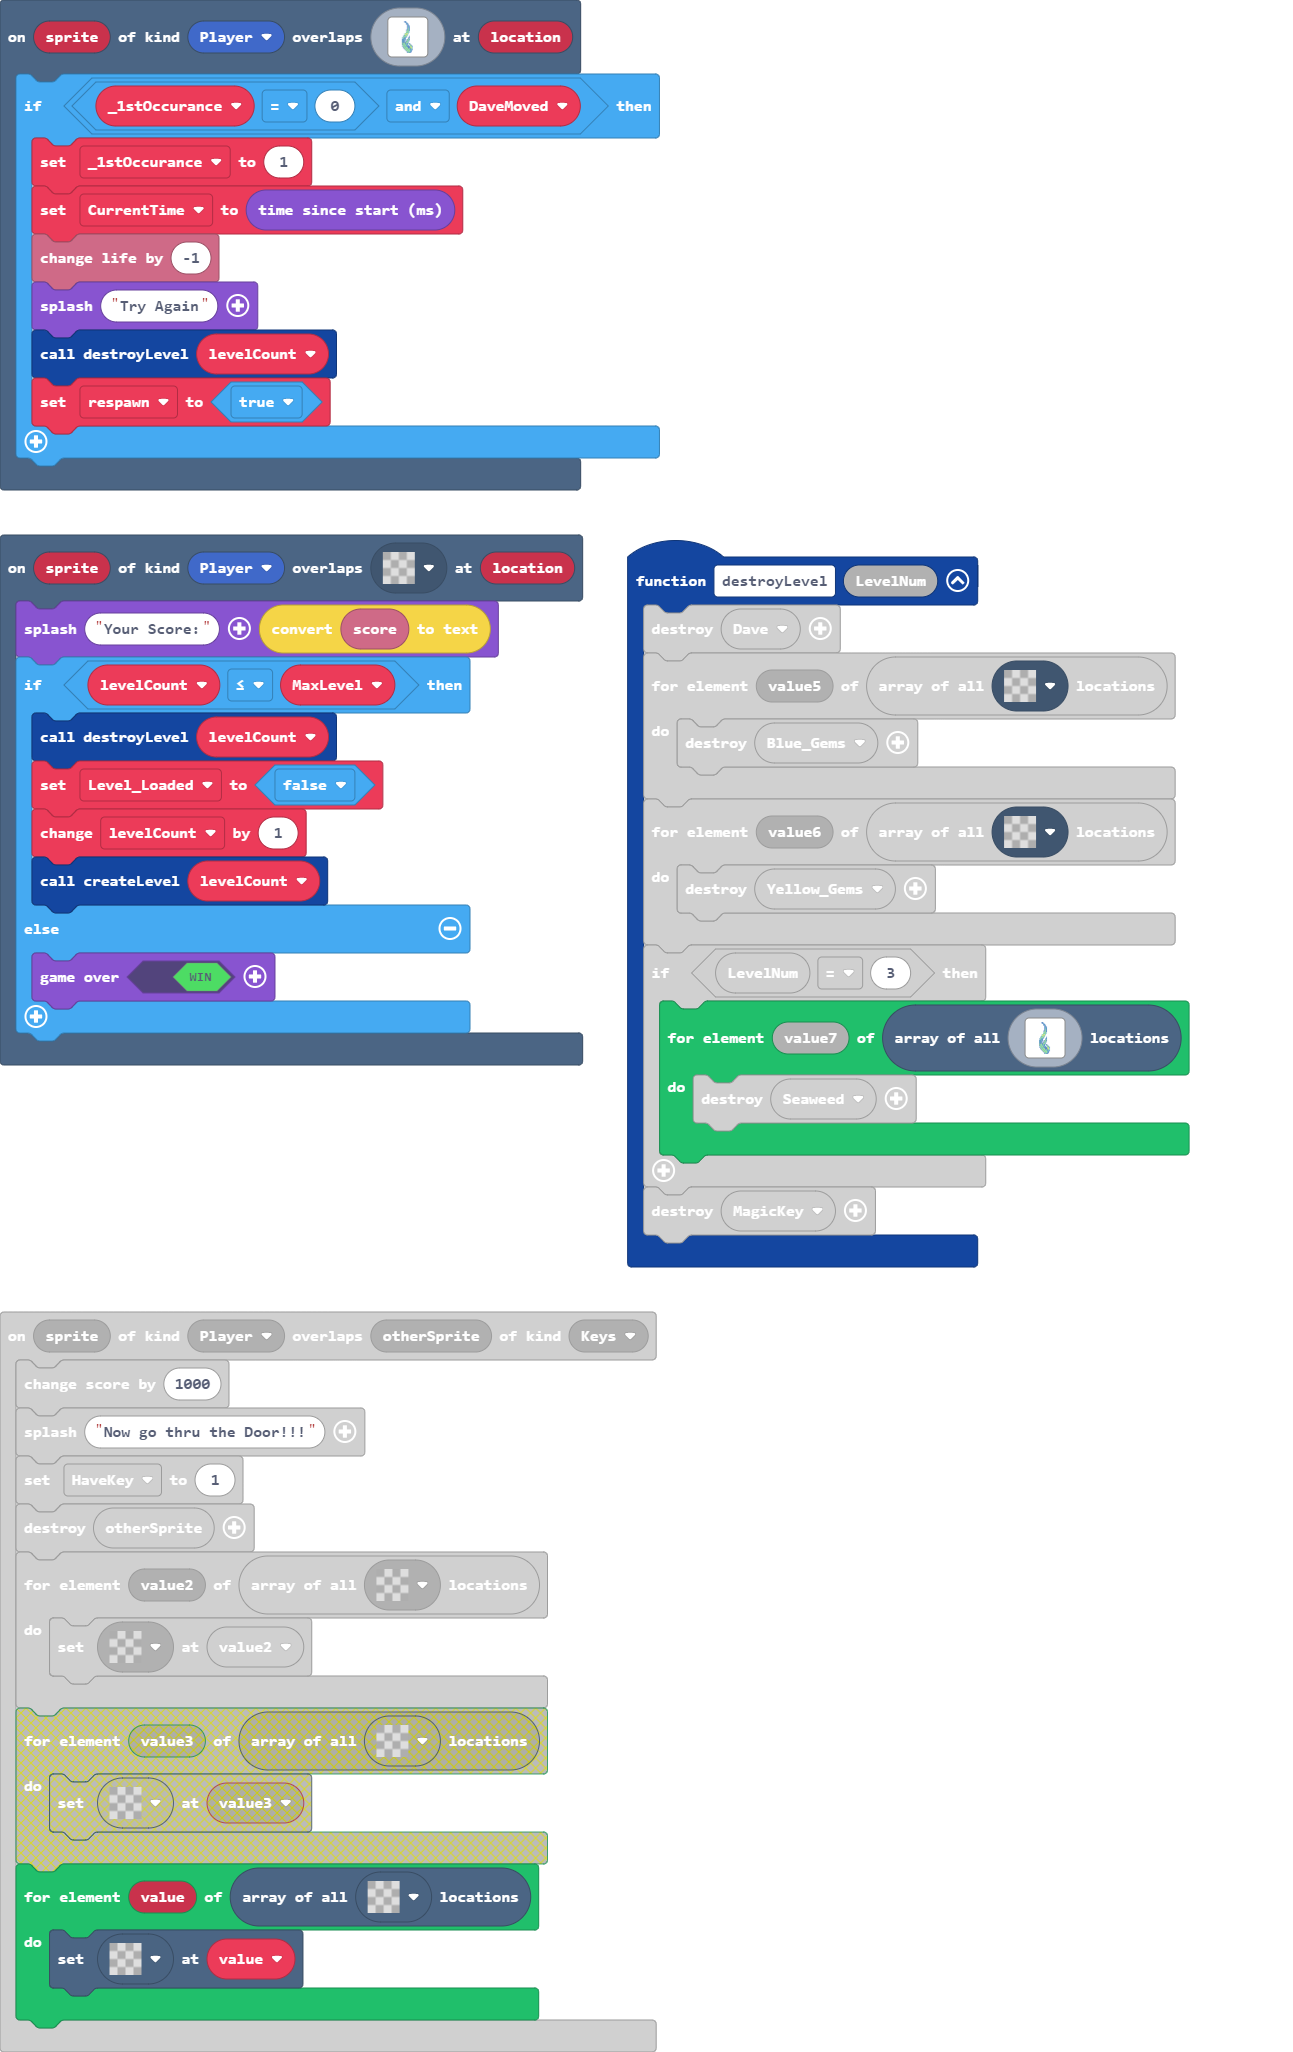 on sprite of kind Player overlaps at location
if _1stOccurance = 0 and DaveMoved then
set _1stOccurance to 1
set CurrentTime to time since start (ms)
change life by -1
splash "Try Again"
call destroyLevel levelCount
set respawn to true
on sprite of kind Player overlaps at location
splash "Your Score:" convert score to text
if levelCount ≤ MaxLevel then
call destroyLevel levelCount
set Level_Loaded to false
change levelCount by 1
call createLevel levelCount
else
game over WIN
function destroyLevel LevelNum
destroy Dave
for element value5 of array of all locations
do
destroy Blue_Gems
for element value6 of array of all locations
do
destroy Yellow_Gems
if LevelNum = 3 then
for element value7 of array of all locations
do
destroy Seaweed
destroy MagicKey
on sprite of kind Player overlaps otherSprite of kind Keys
change score by 1000
splash "Now go thru the Door!!!"
set HaveKey to 1
destroy otherSprite
for element value2 of array of all locations
do
set at value2
for element value3 of array of all locations
do
set at value3
for element value of array of all locations
do
set at value